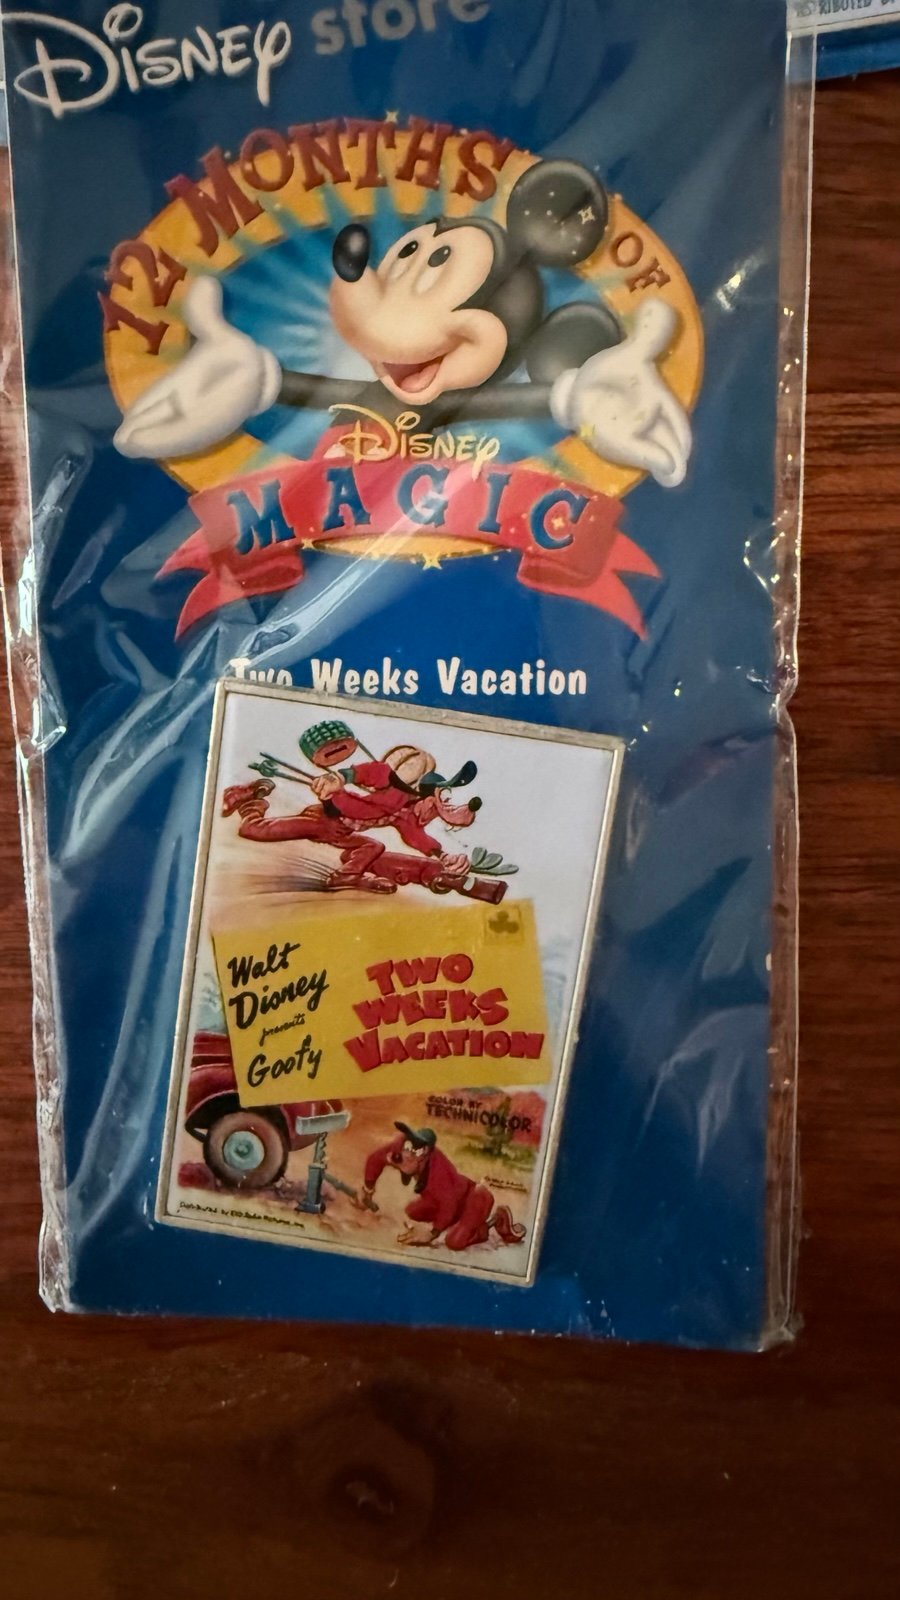 Disney store
12 MONTHS OF
Disney
MAGIC
Two Weeks Vacation
Walt
Disney
presents
Goofy
TWO
WEEKS
VACATION
COLOR BY
TECHNICOLOR